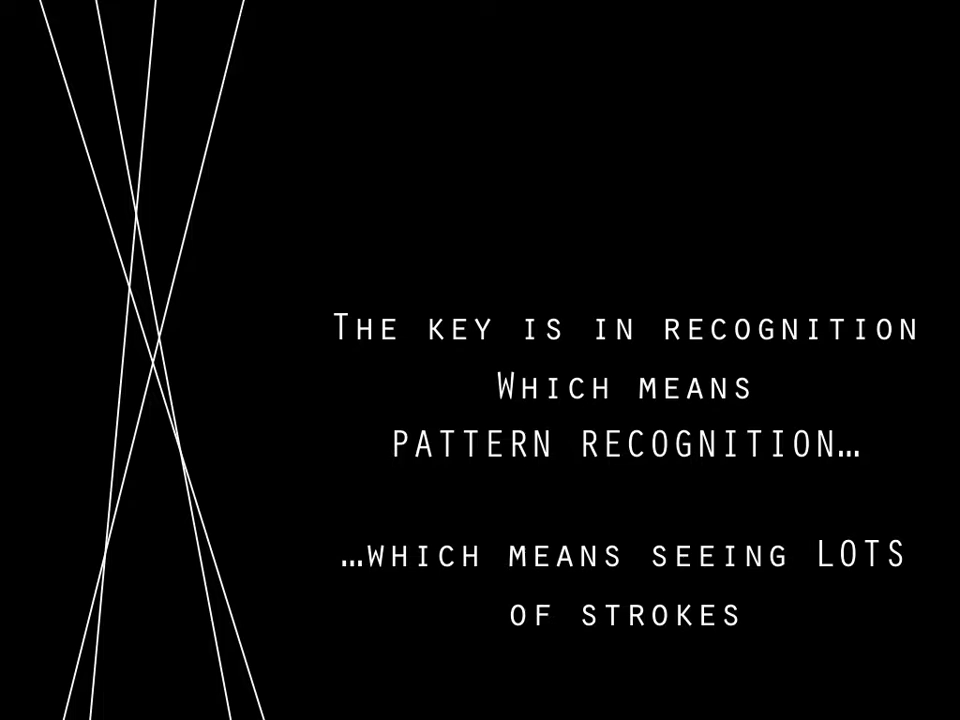 The key is in recognition
Which means
PATTERN RECOGNITION…
…which means seeing LOTS
of strokes